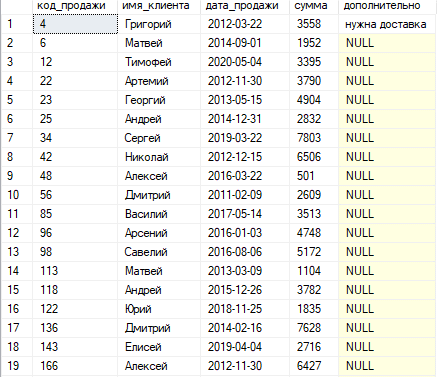 код_продажи имя_клиента дата_продажи сумма дополнительно
1 4 Григорий 2012-03-22 3558 нужна доставка
2 6 Матвей 2014-09-01 1952 NULL
3 12 Тимофей 2020-05-04 3395 NULL
4 22 Артемий 2012-11-30 3790 NULL
5 23 Георгий 2013-05-15 4904 NULL
6 25 Андрей 2014-12-31 2832 NULL
7 34 Сергей 2019-03-22 7803 NULL
8 42 Николай 2012-12-15 6506 NULL
9 48 Алексей 2016-03-22 501 NULL
10 56 Дмитрий 2011-02-09 2609 NULL
11 85 Василий 2017-05-14 3513 NULL
12 96 Арсений 2016-01-03 4748 NULL
13 98 Савелий 2016-08-06 5172 NULL
14 113 Матвей 2013-03-09 1104 NULL
15 118 Андрей 2015-12-26 3782 NULL
16 122 Юрий 2018-11-25 1835 NULL
17 136 Дмитрий 2014-02-16 7628 NULL
18 143 Елисей 2019-04-04 2716 NULL
19 166 Алексей 2012-11-30 6427 NULL